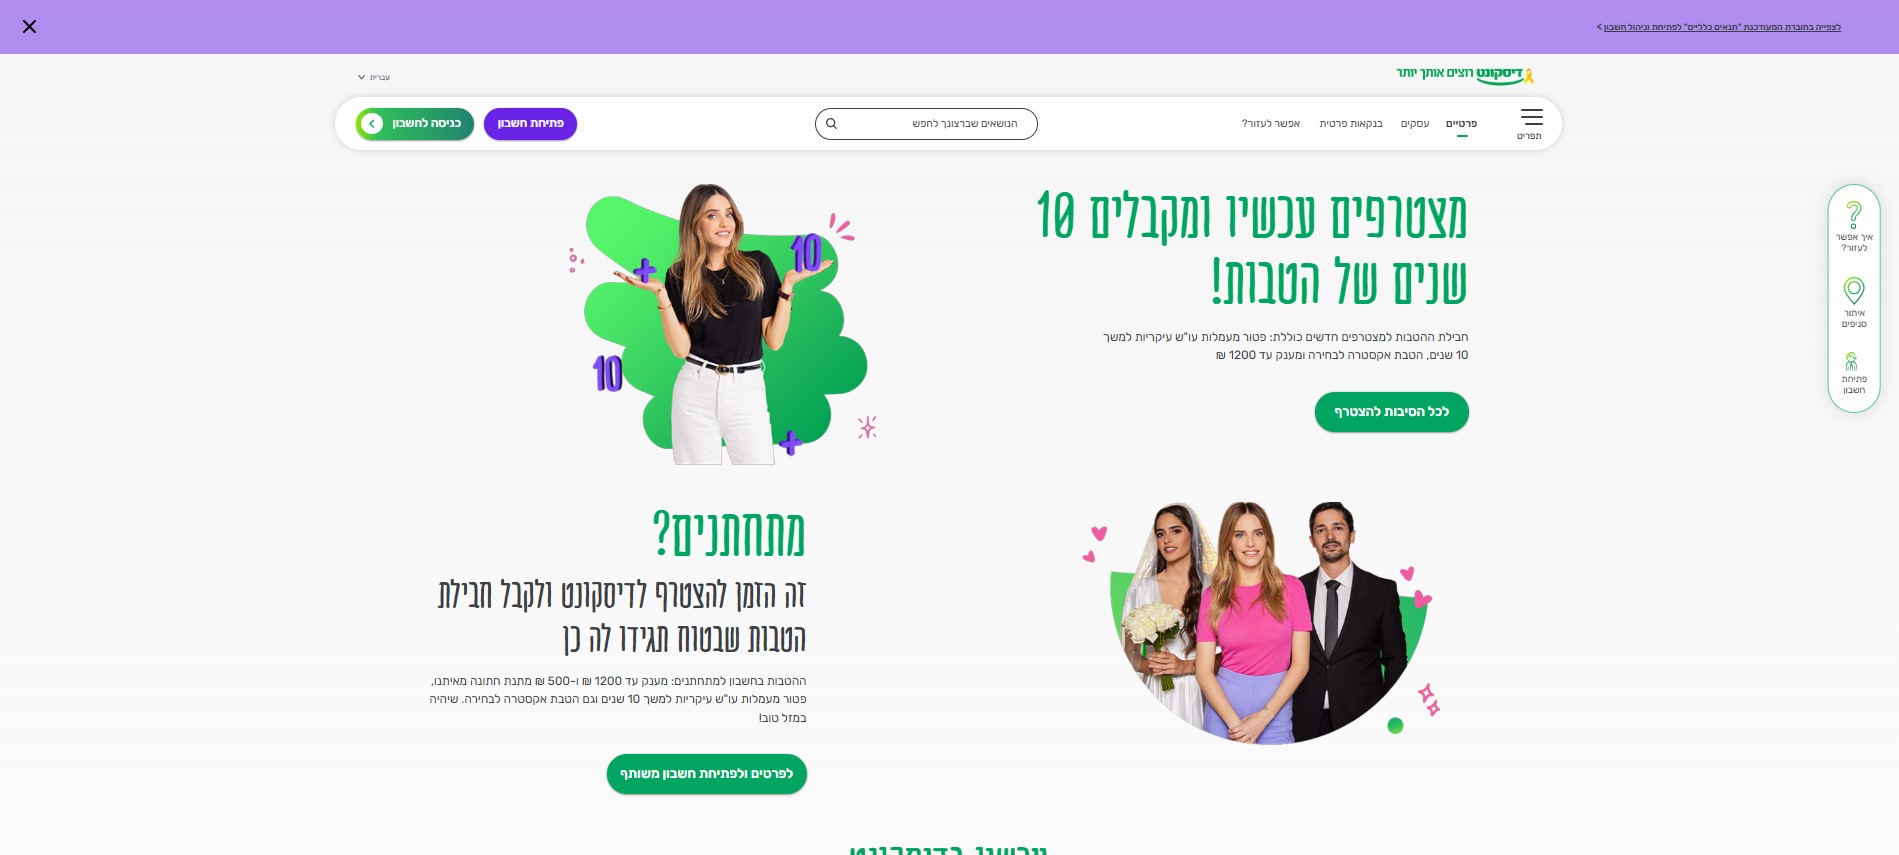 לצפייה בחוברת המעודכנת "תנאים כלליים" לפתיחת וניהול חשבון >
דיסקונט רוצים אותך יותר
עברית
תפריט
פרטיים
עסקים
בנקאות פרטית
אפשר לעזור?
הנושאים שברצונך לחפש
פתיחת חשבון
כניסה לחשבון
מצטרפים עכשיו ומקבלים 10
שנים של הטבות!
חבילת ההטבות למצטרפים חדשים כוללת: פטור מעמלות עו"ש עיקריות למשך
10 שנים, הטבת אקסטרה לבחירה ומענק עד 1200 ₪
לכל הסיבות להצטרף
10
10
איך אפשר
לעזור?
איתור
סניפים
פתיחת
חשבון
מתחתנים?
זה הזמן להצטרף לדיסקונט ולקבל חבילת
הטבות שבטוח תגידו לה כן
ההטבות בחשבון למתחתנים: מענק עד 1200 ₪ ו-500 ₪ מתנת חתונה מאיתנו,
פטור מעמלות עו"ש עיקריות למשך 10 שנים וגם הטבת אקסטרה לבחירה. שיהיה
במזל טוב!
לפרטים ולפתיחת חשבון משותף